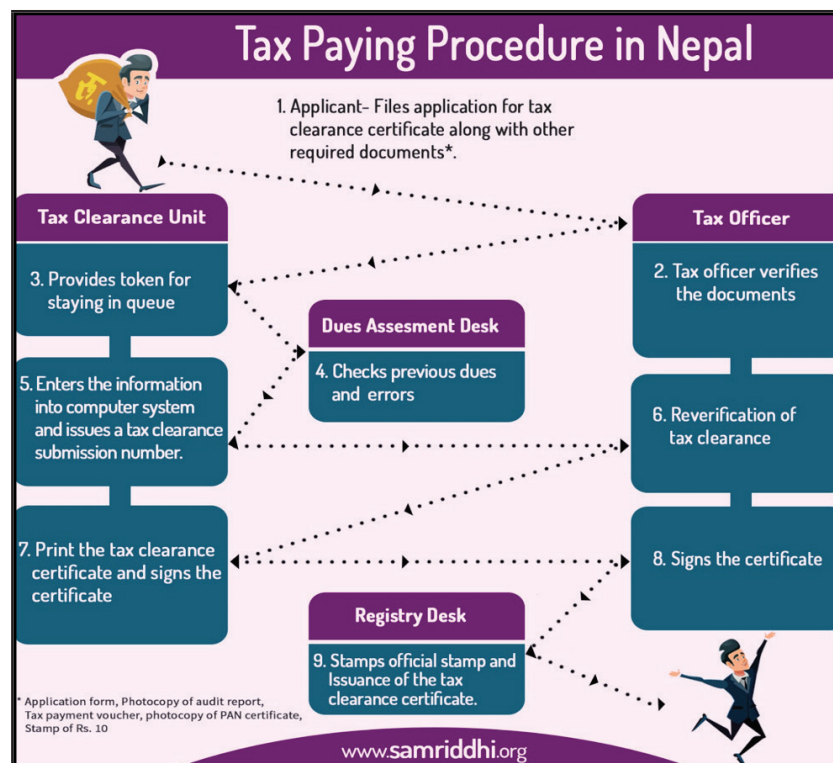 Tax Paying Procedure in Nepal
1. Applicant- Files application for tax
clearance certificate along with other
required documents*.
Tax Clearance Unit
Tax Officer
2. Tax officer verifies
the documents
3. Provides token for
staying in queue
Dues Assesment Desk
4. Checks previous dues
and errors
5. Enters the information
into computer system
and issues a tax clearance
submission number.
6. Reverification of
tax clearance
7. Print the tax clearance
certificate and signs the
certificate
8. Signs the certificate
Registry Desk
9. Stamps official stamp and
Issuance of the tax
clearance certificate.
* Application form, Photocopy of audit report,
Tax payment voucher, photocopy of PAN certificate,
Stamp of Rs. 10
www.samriddhi.org